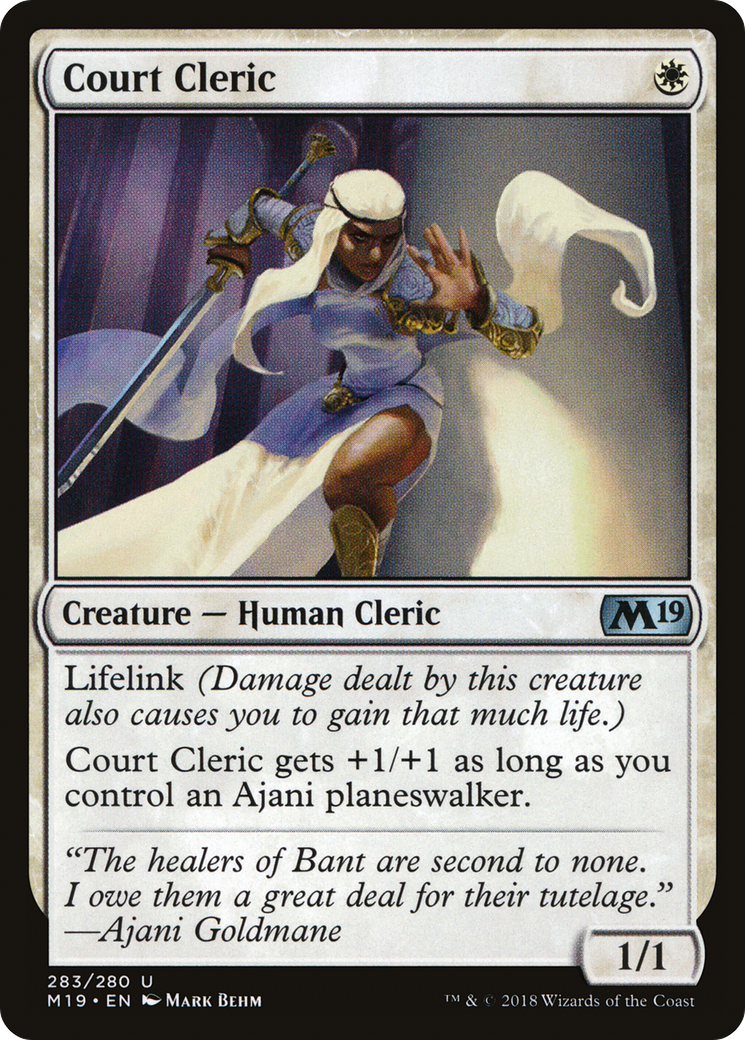 Court Cleric
Creature — Human Cleric
M19
Lifelink (Damage dealt by this creature
also causes you to gain that much life.)
Court Cleric gets +1/+1 as long as you
control an Ajani planeswalker.
“The healers of Bant are second to none.
I owe them a great deal for their tutelage.”
—Ajani Goldmane
1/1
283/280 U
M19 • EN Mark Behm
™ & © 2018 Wizards of the Coast